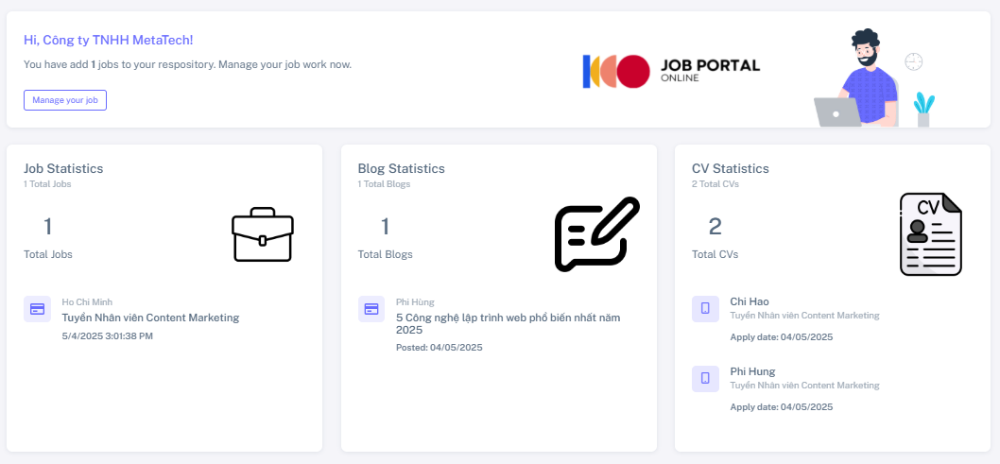 Hi, Công ty TNHH MetaTech!
You have add 1 jobs to your respository. Manage your job work now.
Manage your job
JOB PORTAL
ONLINE
Job Statistics
1 Total Jobs
1
Total Jobs
Ho Chi Minh
Tuyển Nhân viên Content Marketing
5/4/2025 3:01:38 PM
Blog Statistics
1 Total Blogs
1
Total Blogs
Phi Hùng
5 Công nghệ lập trình web phổ biến nhất năm
2025
Posted: 04/05/2025
CV Statistics
2 Total CVs
2
Total CVs
CV
Chi Hao
Tuyển Nhân viên Content Marketing
Apply date: 04/05/2025
Phi Hung
Tuyển Nhân viên Content Marketing
Apply date: 04/05/2025